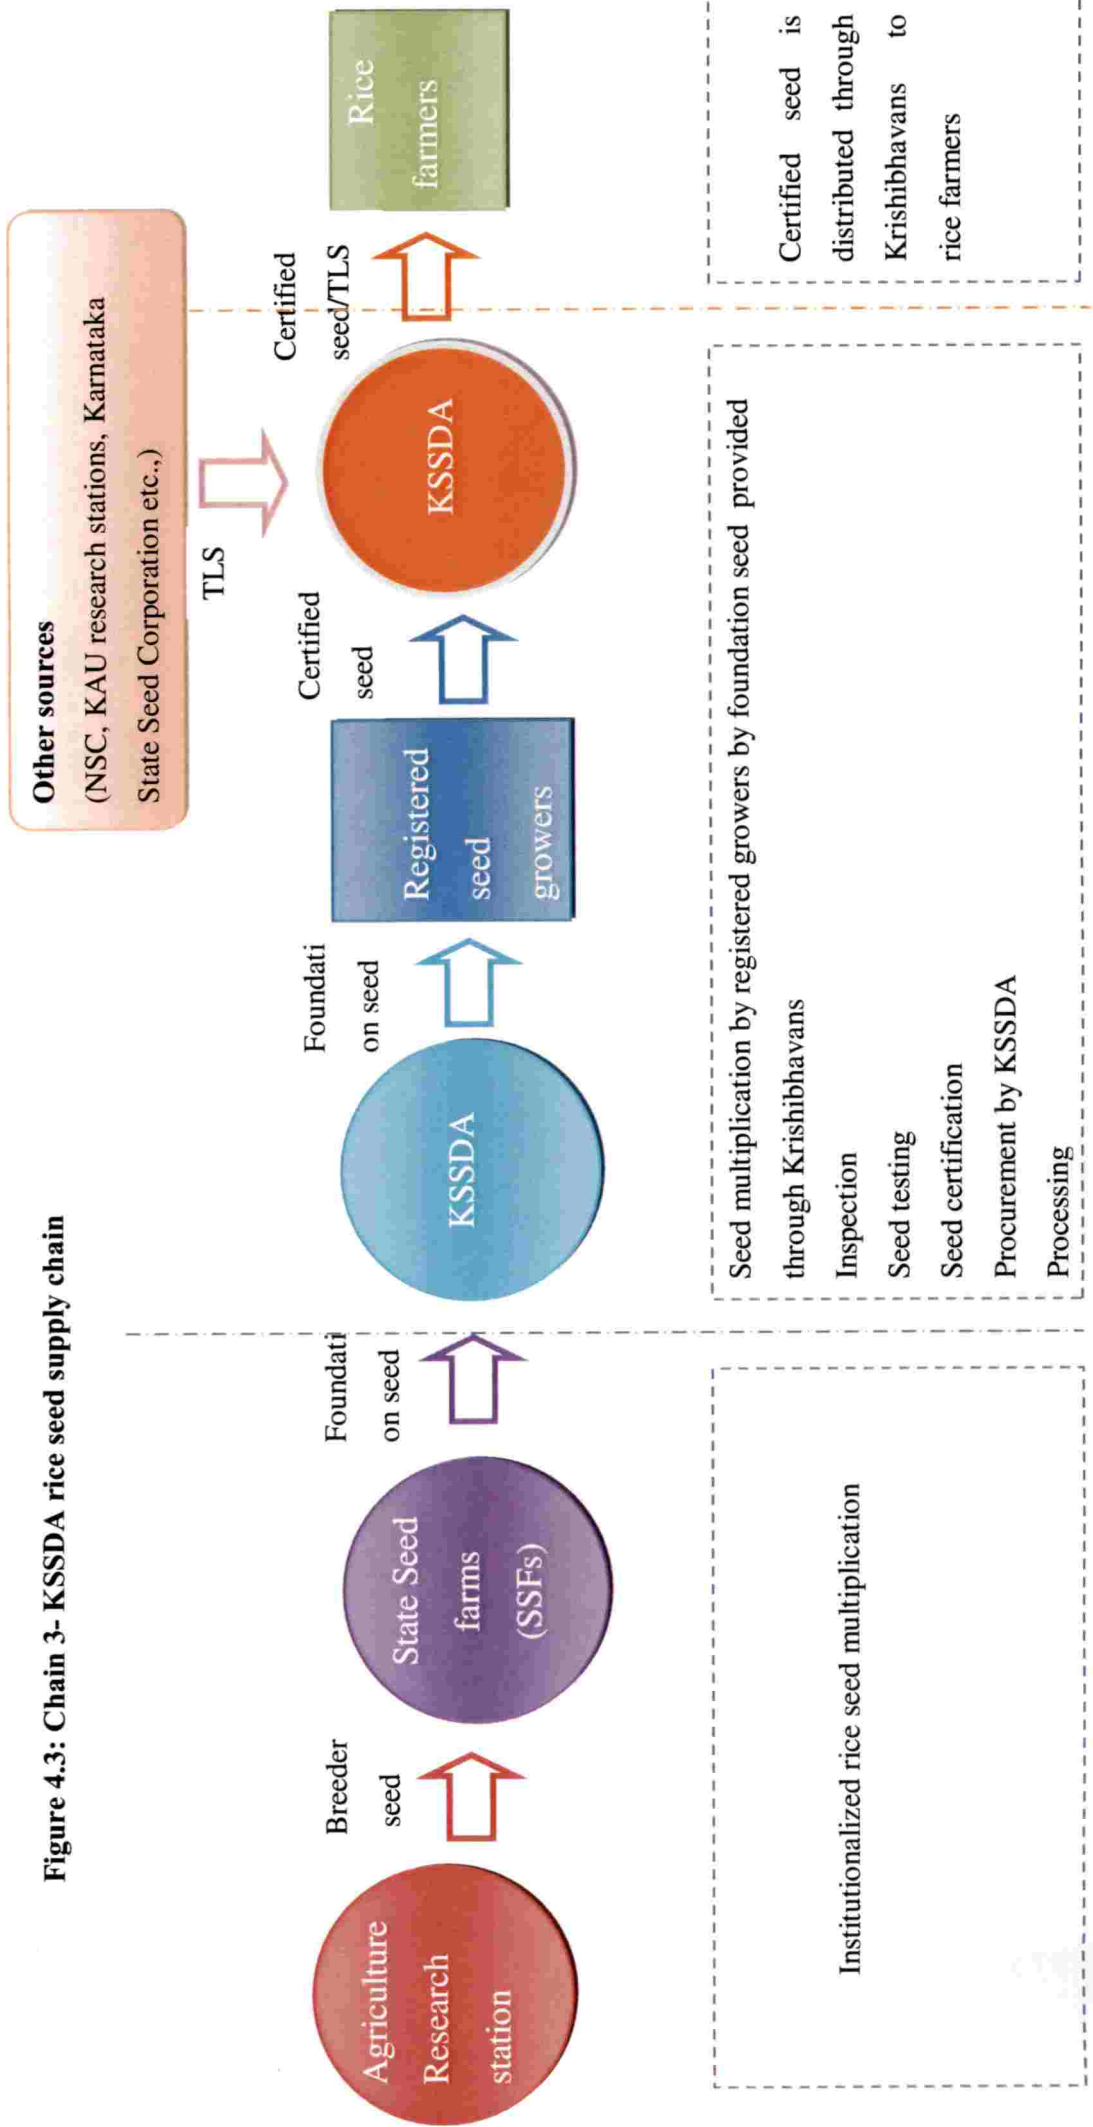 Figure 4.3: Chain 3- KSSDA rice seed supply chain
Other sources
(NSC, KAU research stations, Karnataka
State Seed Corporation etc.,)
TLS
Agriculture
Research
station
Breeder
seed
State Seed
farms
(SSFs)
Foundati
on seed
KSSDA
Foundati
on seed
Registered
seed
growers
Certified
seed
KSSDA
Certified
seed/TLS
Rice
farmers
Institutionalized rice seed multiplication
Seed multiplication by registered growers by foundation seed provided
through Krishibhavans
Inspection
Seed testing
Seed certification
Procurement by KSSDA
Processing
Certified seed is
distributed through
Krishibhavans to
rice farmers